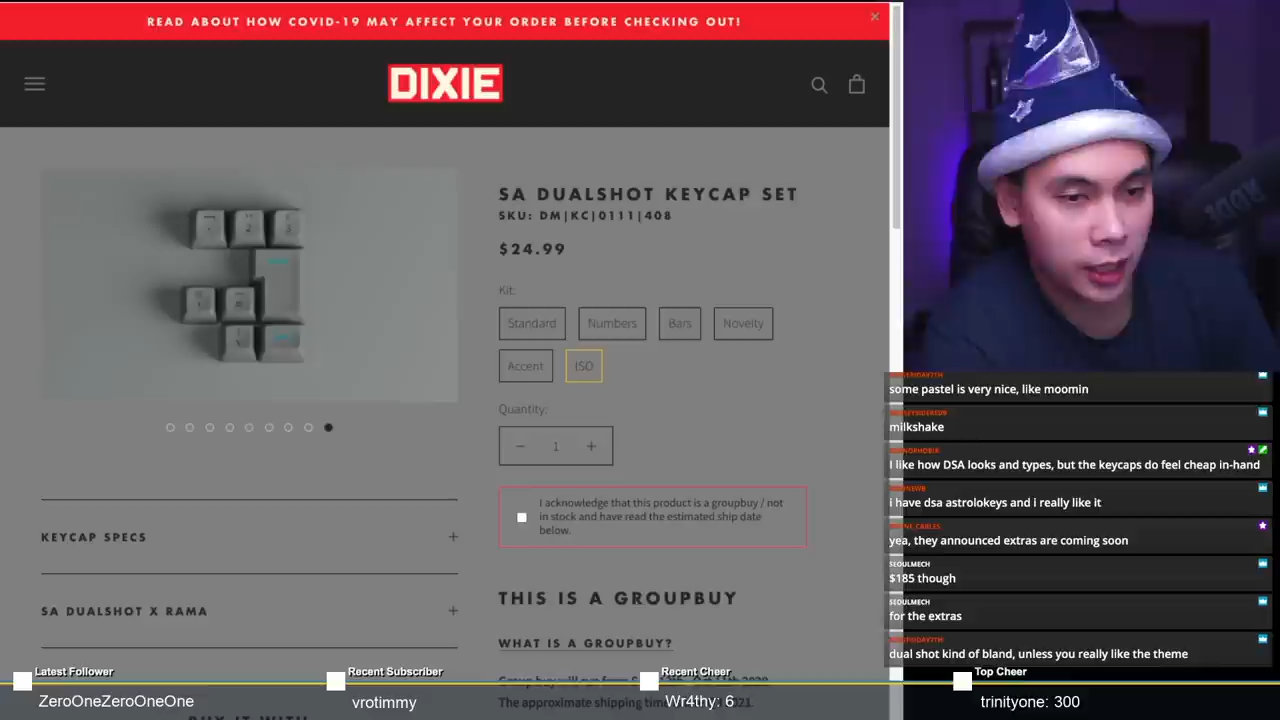 READ ABOUT HOW COVID-19 MAY AFFECT YOUR ORDER BEFORE CHECKING OUT!
DIXIE
SA DUALSHOT KEYCAP SET
SKU: DM|KC|0111|408
$24.99
Kit:
Standard
Numbers
Bars
Novelty
Accent
ISO
Quantity:
− 1 +
I acknowledge that this product is a groupbuy / not
in stock and have read the estimated ship date
below.
KEYCAP SPECS +
SA DUALSHOT X RAMA +
THIS IS A GROUPBUY
WHAT IS A GROUPBUY?
The approximate shipping
RODE
some pastel is very nice, like moomin
milkshake
I like how DSA looks and types, but the keycaps do feel cheap in-hand
i have dsa astrolokeys and i really like it
yea, they announced extras are coming soon
SEOULMECH
$185 though
SEOULMECH
for the extras
dual shot kind of bland, unless you really like the theme
Latest Follower
ZeroOneZeroOneOne
Recent Subscriber
vrotimmy
Recent Cheer
Wr4thy: 6
Top Cheer
trinityone: 300